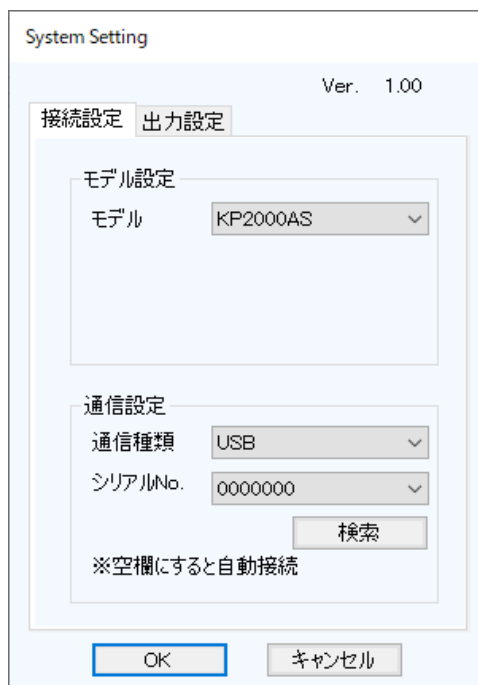 System Setting
Ver. 1.00
接続設定 出力設定
モデル設定
モデル KP2000AS
通信設定
通信種類 USB
シリアルNo. 0000000
検索
※空欄にすると自動接続
OK キャンセル